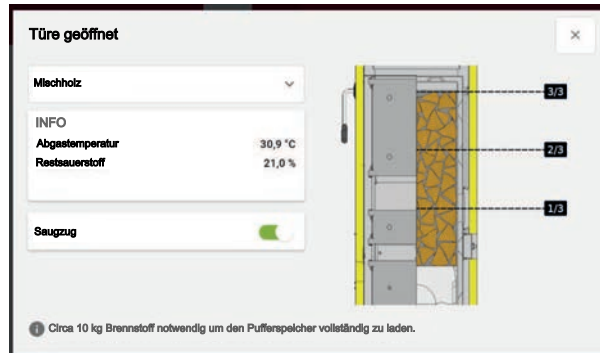 Türe geöffnet
Mischholz
INFO
Abgastemperatur 30,9 °C
Restsauerstoff 21,0 %
Saugzug
3/3
2/3
1/3
Circa 10 kg Brennstoff notwendig um den Pufferspeicher vollständig zu laden.